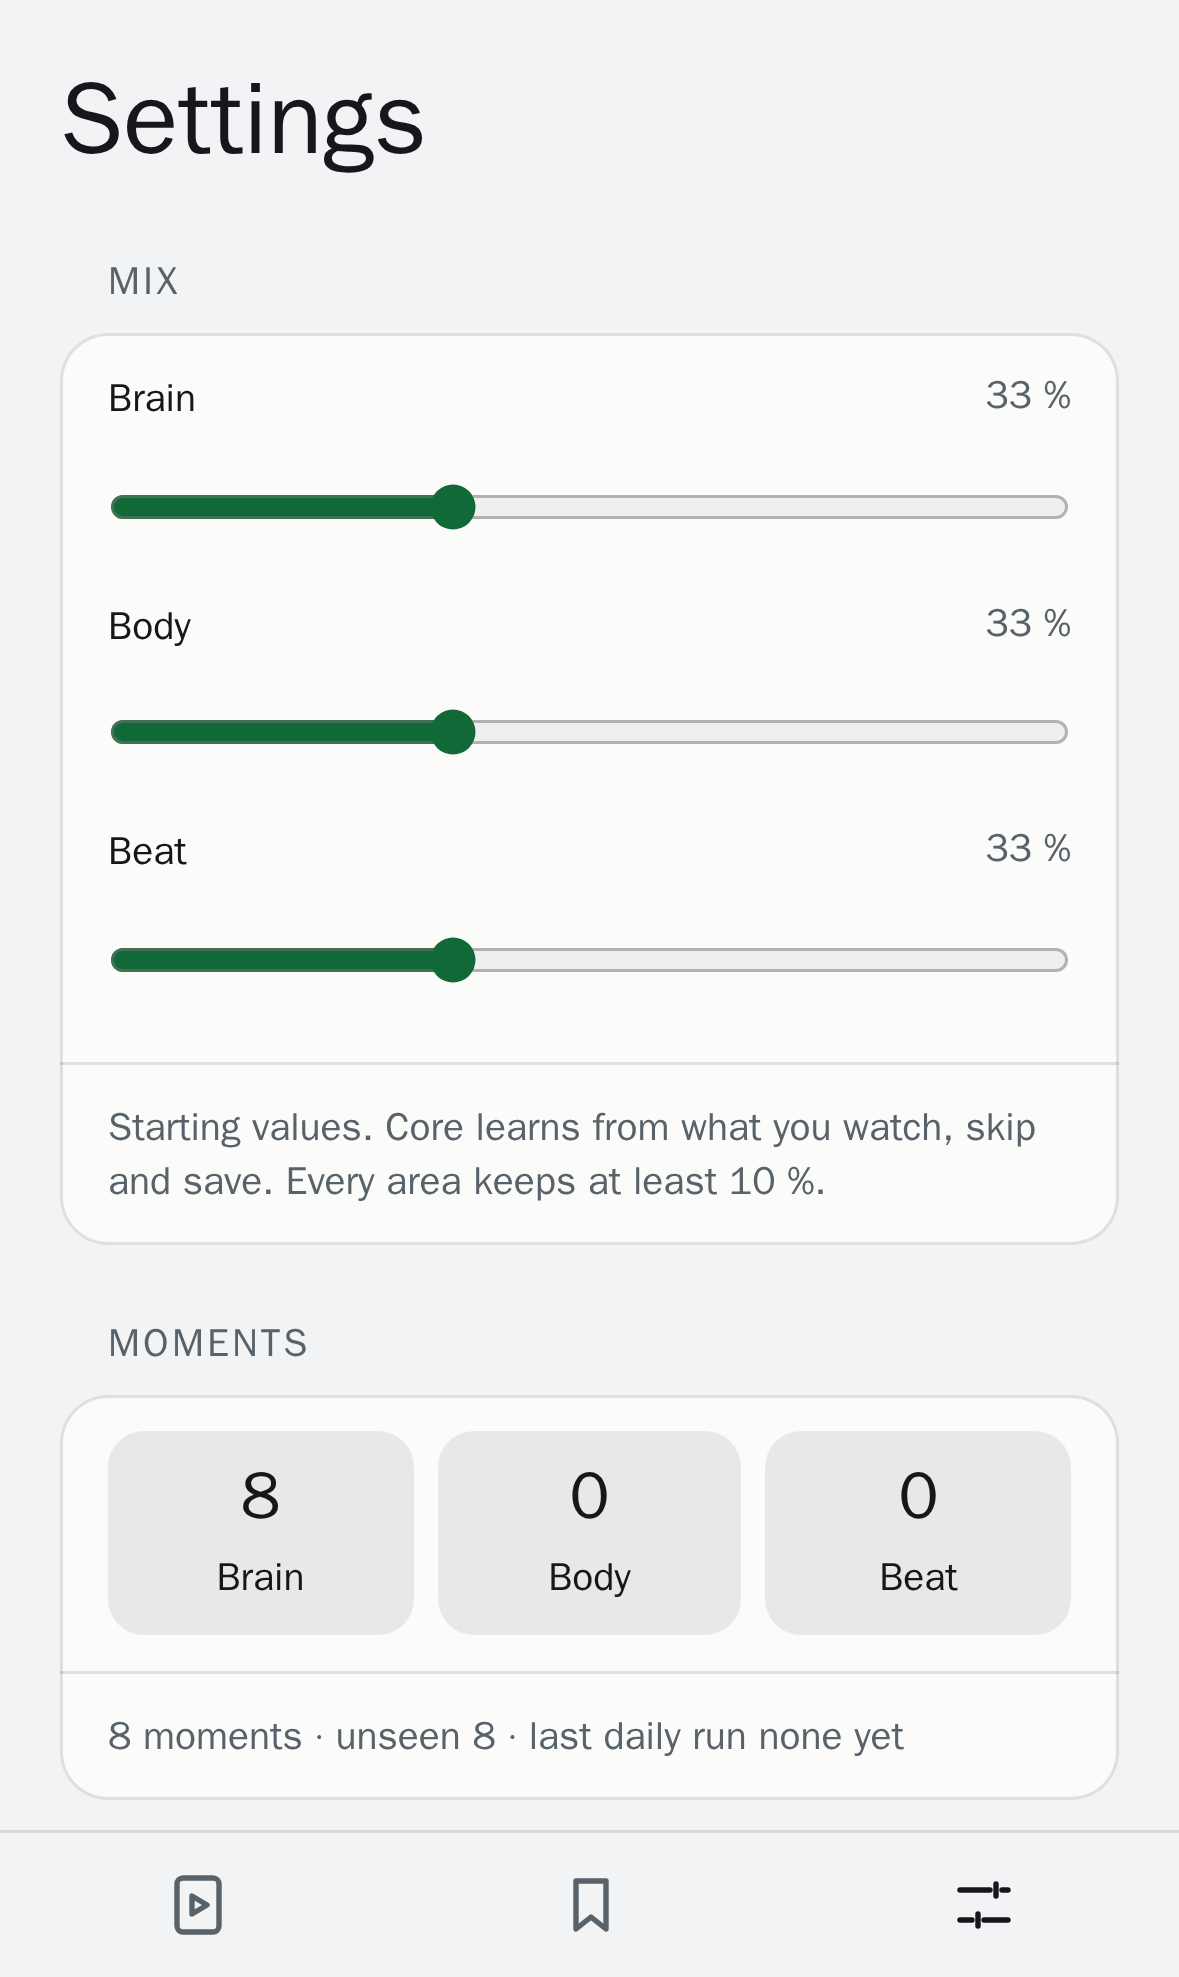 Settings
MIX
Brain 33 %
Body 33 %
Beat 33 %
Starting values. Core learns from what you watch, skip
and save. Every area keeps at least 10 %.
MOMENTS
8 0 0
Brain Body Beat
8 moments · unseen 8 · last daily run none yet